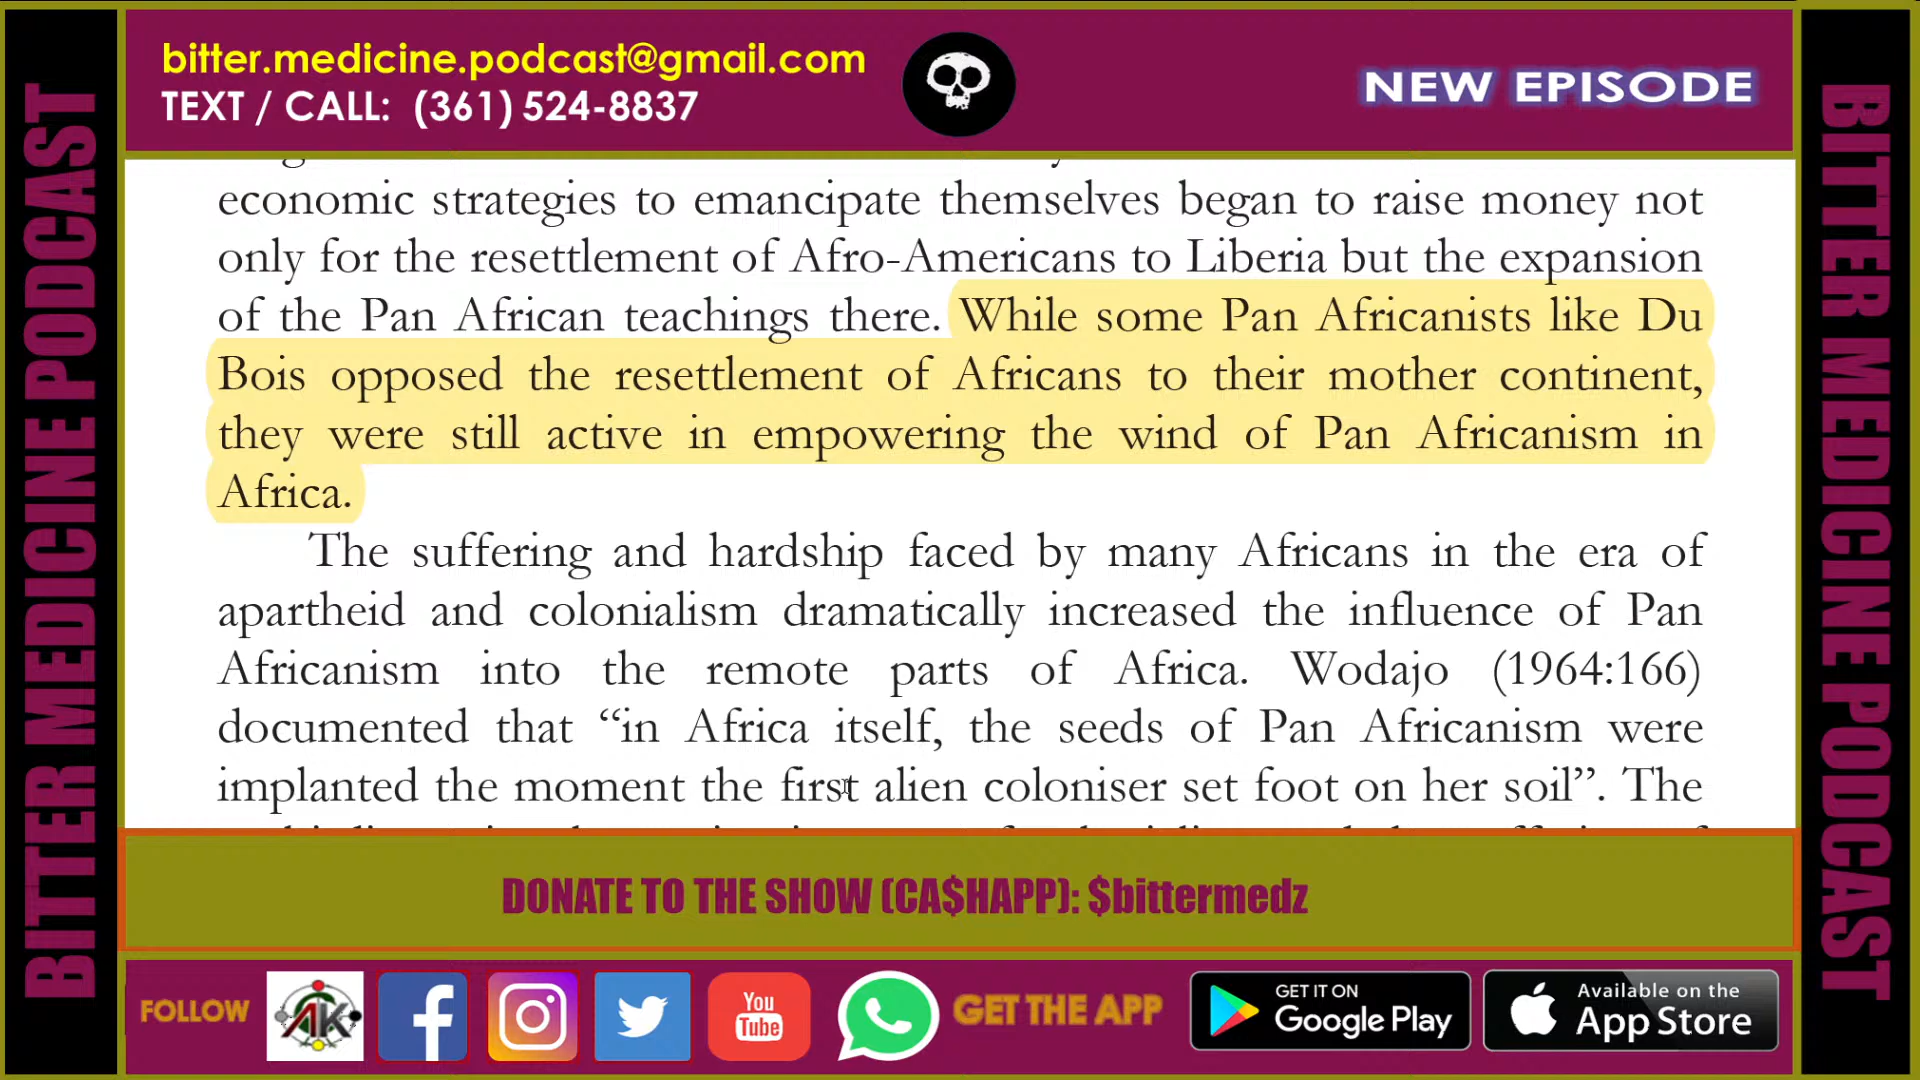 bitter.medicine.podcast@gmail.com
TEXT / CALL: (361) 524-8837
NEW EPISODE
BITTER MEDICINE PODCAST
economic strategies to emancipate themselves began to raise money not
only for the resettlement of Afro-Americans to Liberia but the expansion
of the Pan African teachings there. While some Pan Africanists like Du
Bois opposed the resettlement of Africans to their mother continent,
they were still active in empowering the wind of Pan Africanism in
Africa.
The suffering and hardship faced by many Africans in the era of
apartheid and colonialism dramatically increased the influence of Pan
Africanism into the remote parts of Africa. Wodajo (1964:166)
documented that “in Africa itself, the seeds of Pan Africanism were
implanted the moment the first alien coloniser set foot on her soil”. The
BITTER MEDICINE PODCAST
DONATE TO THE SHOW (CA$HAPP): $bittermedz
FOLLOW
AK
You
Tube
GET THE APP
GET IT ON
Google Play
Available on the
App Store